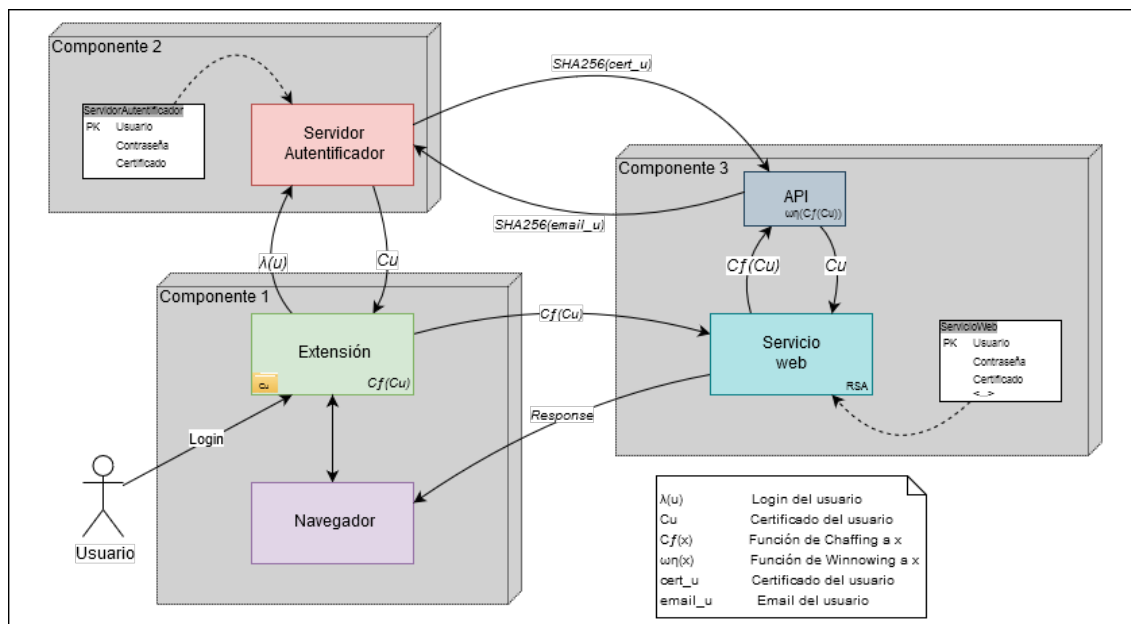 Componente 2
ServidorAutentificador
PK Usuario
Contraseña
Certificado
Servidor
Autentificador
SHA256(cert_u)
SHA256(email_u)
λ(u)
Cu
Componente 3
API
ωη(Cƒ(Cu))
Cƒ(Cu)
Cu
Servicio
web
RSA
ServicioWeb
PK Usuario
Contraseña
Certificado
<...>
Componente 1
Extensión
cu
Cƒ(Cu)
Cƒ(Cu)
Response
Login
Usuario
Navegador
λ(u) Login del usuario
Cu Certificado del usuario
Cƒ(x) Función de Chaffing a x
ωη(x) Función de Winnowing a x
cert_u Certificado del usuario
email_u Email del usuario